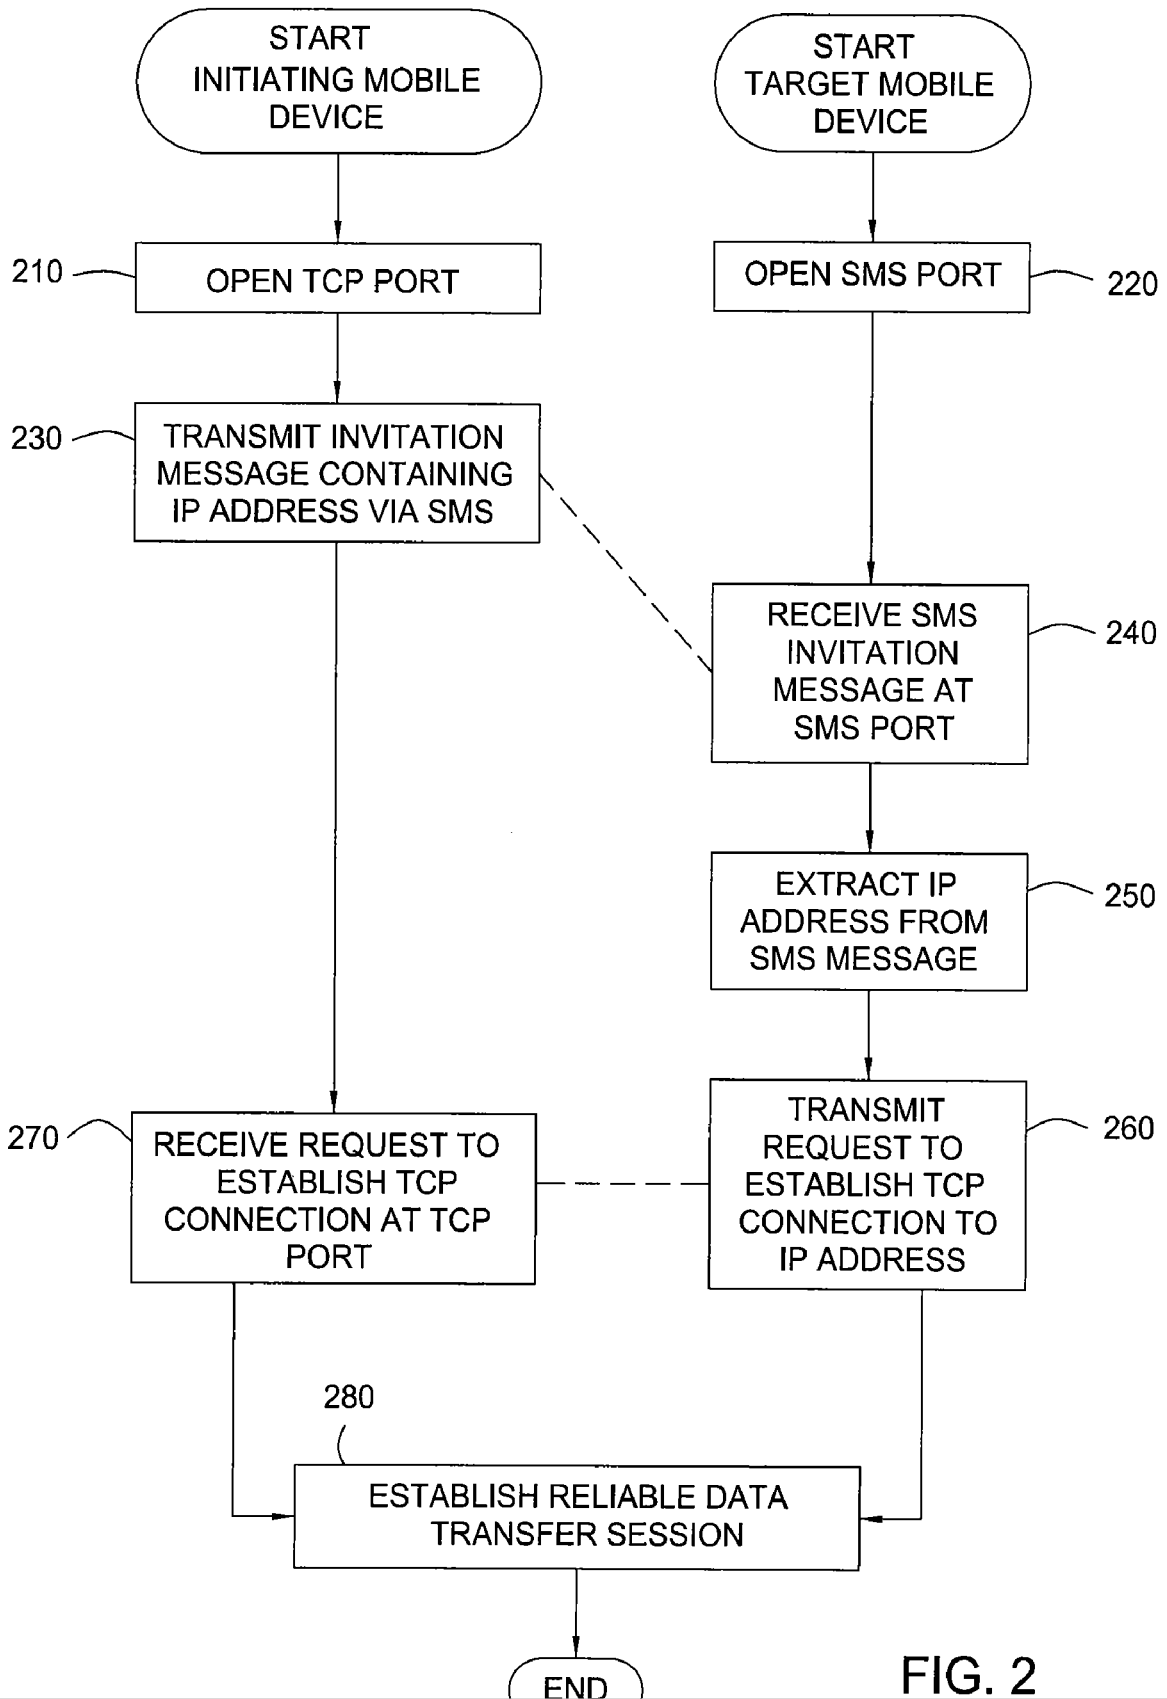 START
INITIATING MOBILE
DEVICE
START
TARGET MOBILE
DEVICE
210
OPEN TCP PORT
OPEN SMS PORT
220
230
TRANSMIT INVITATION
MESSAGE CONTAINING
IP ADDRESS VIA SMS
RECEIVE SMS
INVITATION
MESSAGE AT
SMS PORT
240
EXTRACT IP
ADDRESS FROM
SMS MESSAGE
250
270
RECEIVE REQUEST TO
ESTABLISH TCP
CONNECTION AT TCP
PORT
TRANSMIT
REQUEST TO
ESTABLISH TCP
CONNECTION TO
IP ADDRESS
260
280
ESTABLISH RELIABLE DATA
TRANSFER SESSION
END
FIG. 2